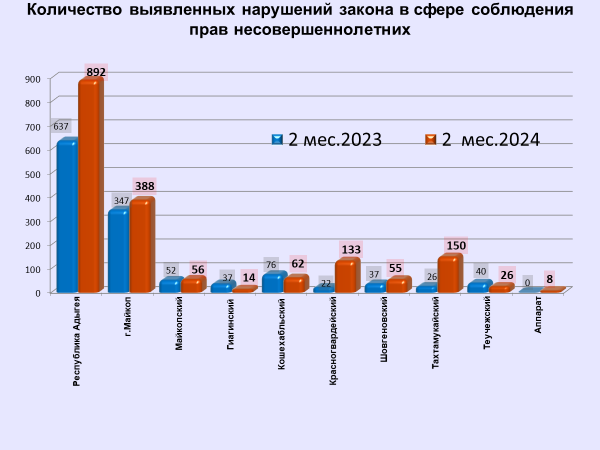 Количество выявленных нарушений закона в сфере соблюдения
прав несовершеннолетних
900
800
700
600
500
400
300
200
100
0
637
892
347
388
52
56
37
14
76
62
22
133
37
55
26
150
40
26
0
8
2 мес.2023
2 мес.2024
Республика Адыгея
г.Майкоп
Майкопский
Гиагинский
Кошехабльский
Красногвардейский
Шовгеновский
Тахтамукайский
Теучежский
Аппарат